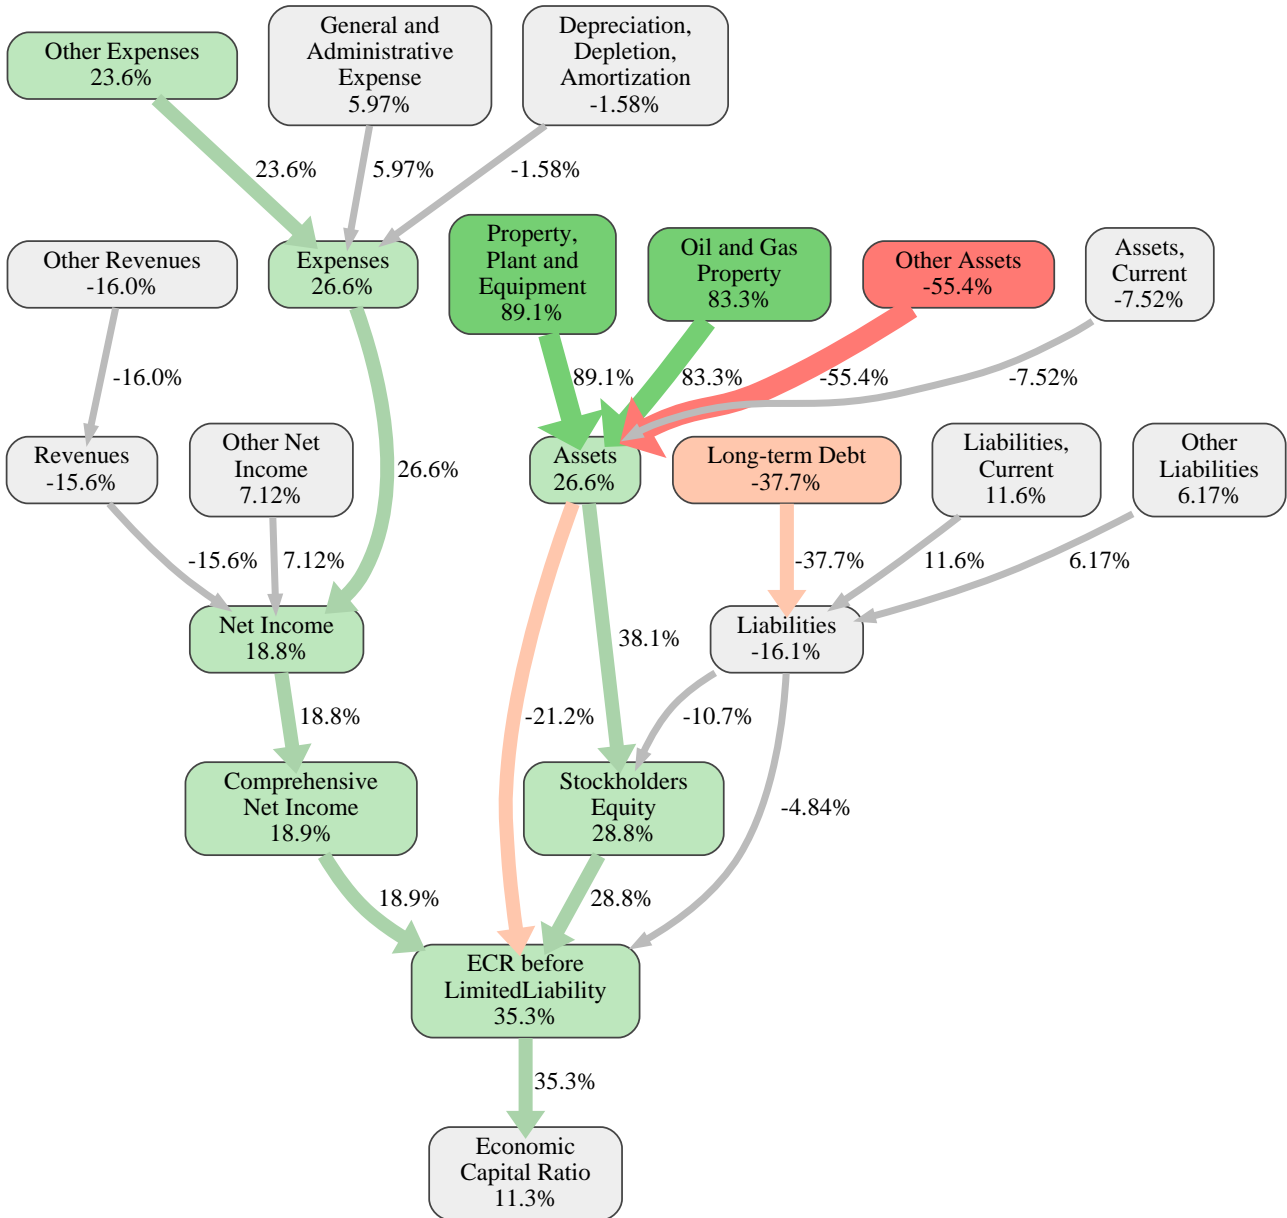 Other Expenses
23.6%
General and
Administrative
Expense
5.97%
Depreciation,
Depletion,
Amortization
-1.58%
23.6%
5.97%
-1.58%
Other Revenues
-16.0%
Expenses
26.6%
Property,
Plant and
Equipment
89.1%
Oil and Gas
Property
83.3%
Other Assets
-55.4%
Assets,
Current
-7.52%
-16.0%
89.1%
83.3%
-55.4%
-7.52%
Revenues
-15.6%
Other Net
Income
7.12%
26.6%
Assets
26.6%
Long-term Debt
-37.7%
Liabilities,
Current
11.6%
Other
Liabilities
6.17%
-15.6%
7.12%
-37.7%
11.6%
6.17%
Net Income
18.8%
38.1%
Liabilities
-16.1%
18.8%
-21.2%
-10.7%
Comprehensive
Net Income
18.9%
Stockholders
Equity
28.8%
-4.84%
18.9%
28.8%
ECR before
LimitedLiability
35.3%
35.3%
Economic
Capital Ratio
11.3%